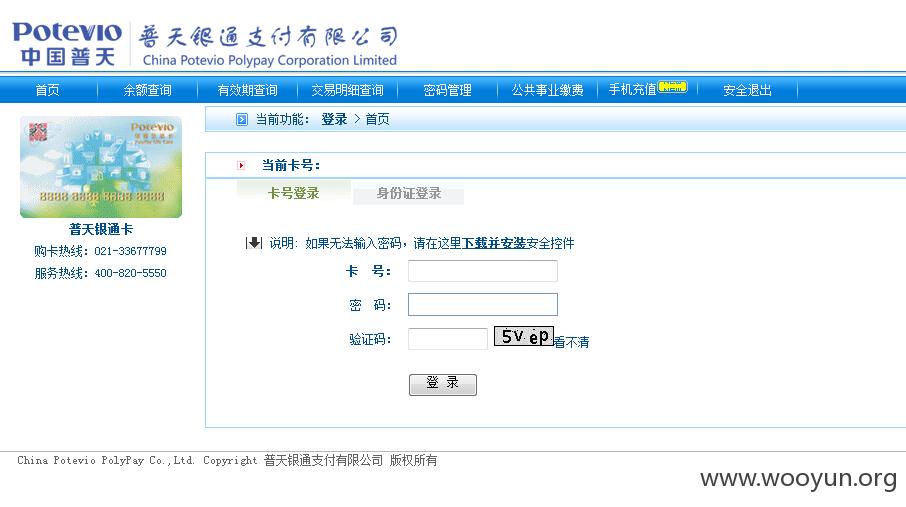 Potevio 中国普天 普天银通支付有限公司
China Potevio Polypay Corporation Limited
首页 余额查询 有效期查询 交易明细查询 密码管理 公共事业缴费 手机充值 New 安全退出
当前功能： 登录 > 首页
Potevio
8888 8888 8888 8888
普天银通卡
购卡热线：021-33677799
服务热线：400-820-5550
当前卡号：
卡号登录 身份证登录
说明：如果无法输入密码，请在这里下载并安装安全控件
卡 号：
密 码：
验证码： 5Vep 看不清
登 录
China Potevio PolyPay Co.,Ltd. Copyright 普天银通支付有限公司 版权所有
www.wooyun.org